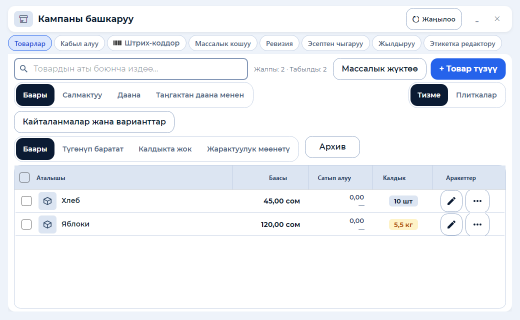 Кампаны башкаруу
Жаңылоо
Товарлар Кабыл алуу Штрих-коддор Массалык кошуу Ревизия Эсептен чыгаруу Жылдыруу Этикетка редактору
Товардын аты боюнча издөө...
Жалпы: 2 · Табылды: 2
Массалык жүктөө
+ Товар түзүү
Баары Салмактуу Даана Таңгактан даана менен
Тизме Плиткалар
Кайталанмалар жана варианттар
Баары Түгөнүп баратат Калдыкта жок Жарактуулук мөөнөтү
Архив
Аталышы Баасы Сатып алуу Калдык Аракеттер
Хлеб 45,00 сом 0,00 10 шт
—
Яблоки 120,00 сом 0,00 5,5 кг
—